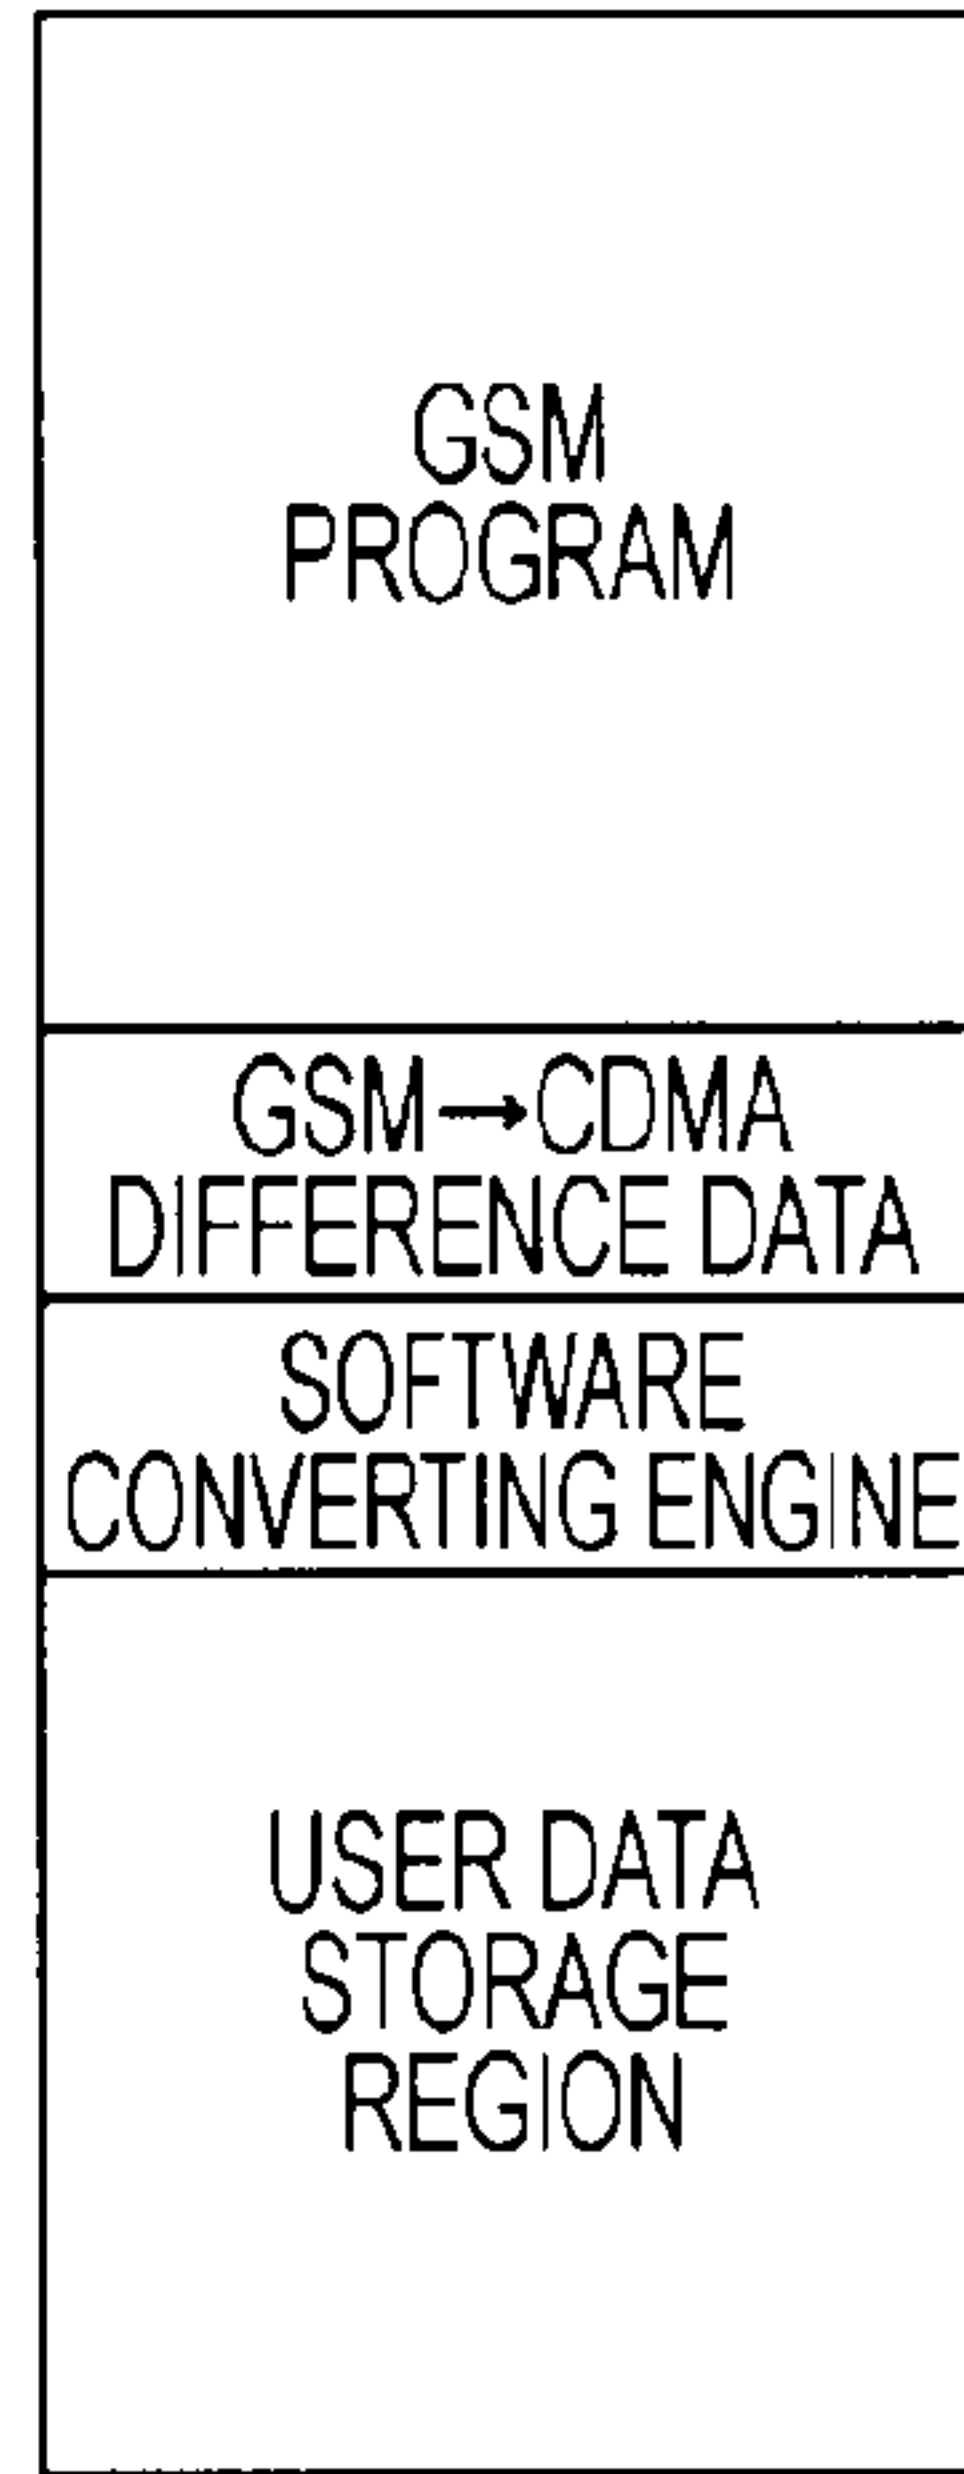 GSM
PROGRAM
GSM→CDMA
DIFFERENCE DATA
SOFTWARE
CONVERTING ENGINE
USER DATA
STORAGE
REGION